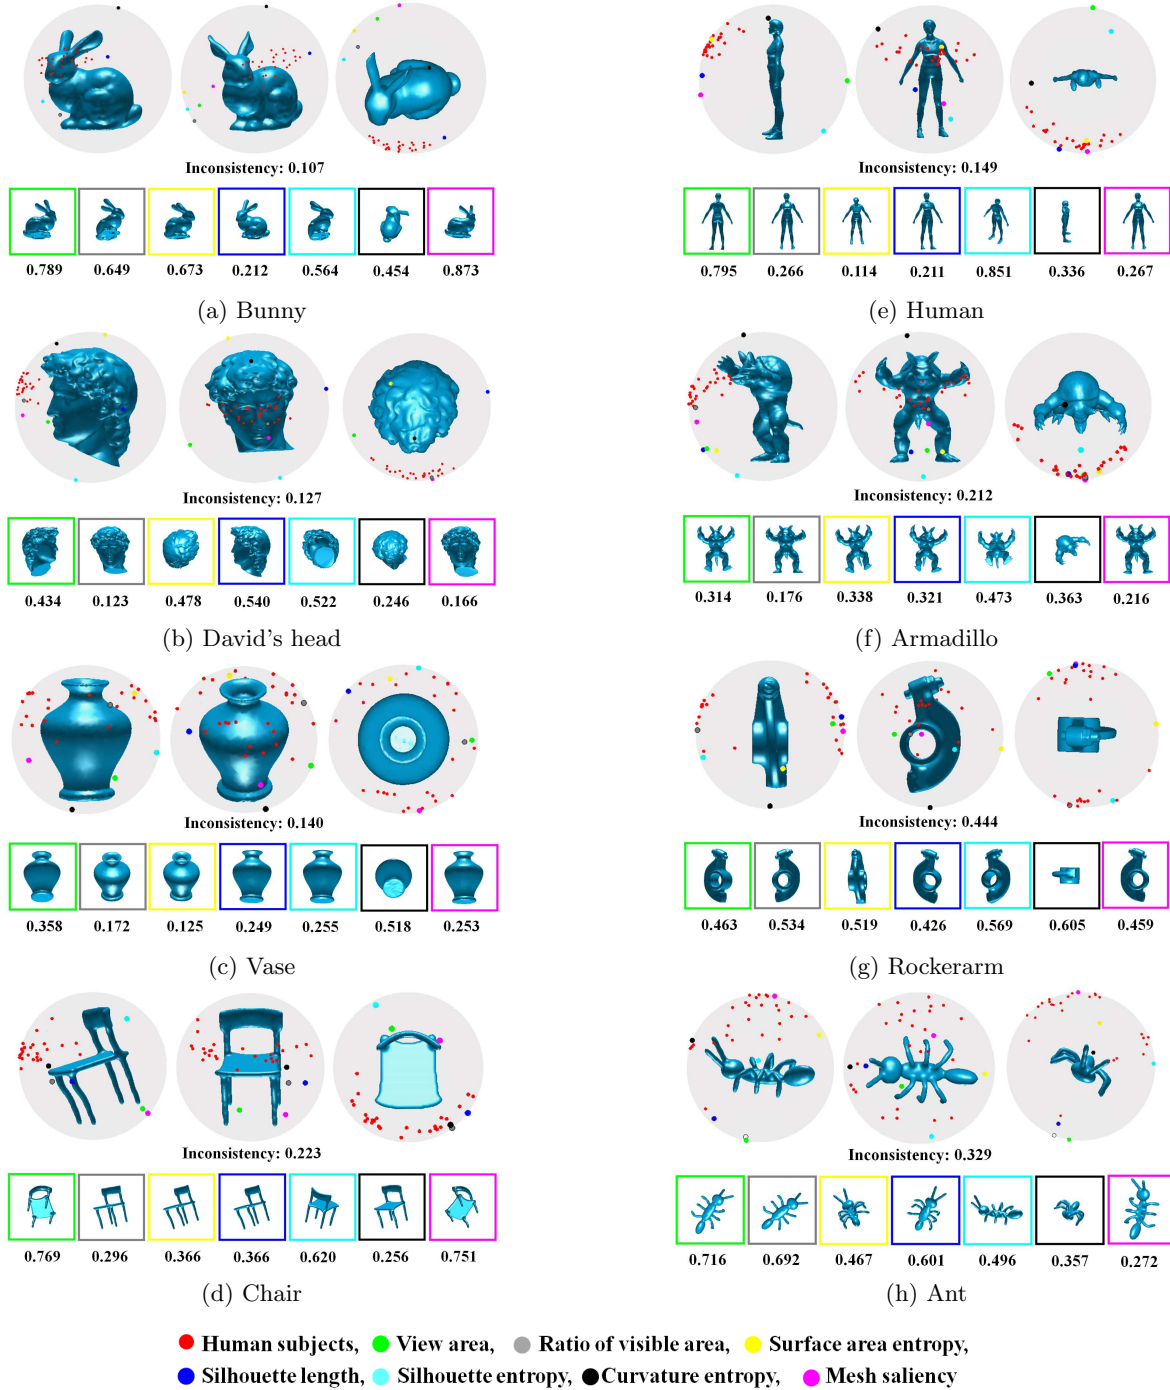 Inconsistency: 0.107
0.789 0.649 0.673 0.212 0.564 0.454 0.873
(a) Bunny
Inconsistency: 0.149
0.795 0.266 0.114 0.211 0.851 0.336 0.267
(e) Human
Inconsistency: 0.127
0.434 0.123 0.478 0.540 0.522 0.246 0.166
(b) David's head
Inconsistency: 0.212
0.314 0.176 0.338 0.321 0.473 0.363 0.216
(f) Armadillo
Inconsistency: 0.140
0.358 0.172 0.125 0.249 0.255 0.518 0.253
(c) Vase
Inconsistency: 0.444
0.463 0.534 0.519 0.426 0.569 0.605 0.459
(g) Rockerarm
Inconsistency: 0.223
0.769 0.296 0.366 0.366 0.620 0.256 0.751
(d) Chair
Inconsistency: 0.329
0.716 0.692 0.467 0.601 0.496 0.357 0.272
(h) Ant
Human subjects, View area, Ratio of visible area, Surface area entropy,
Silhouette length, Silhouette entropy, Curvature entropy, Mesh saliency